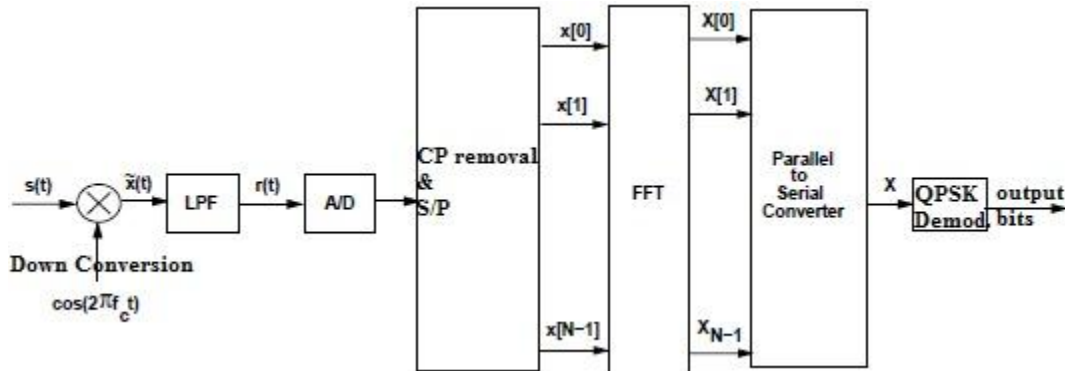 s(t)
x̃(t)
LPF
r(t)
A/D
Down Conversion
cos(2πf_c t)
CP removal
&
S/P
x[0]
x[1]
x[N−1]
FFT
X[0]
X[1]
X_N−1
Parallel
to
Serial
Converter
X
QPSK
Demod.
output
bits